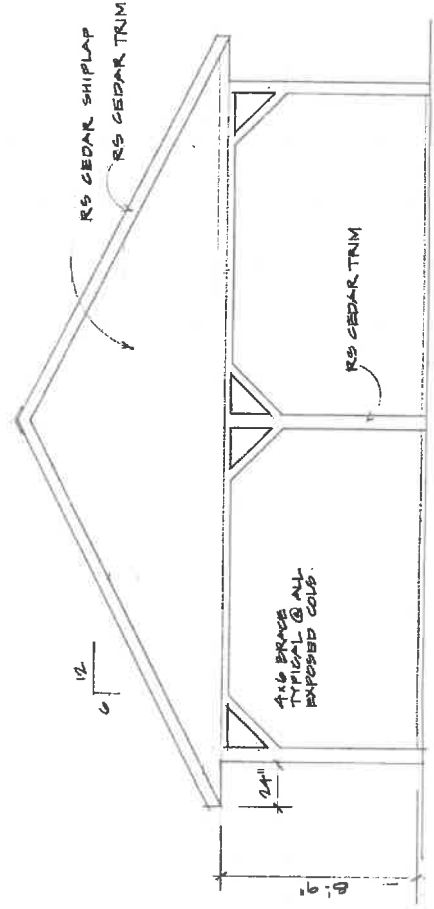 RS CEDAR SHIPLAP
RS CEDAR TRIM
12
6
RS CEDAR TRIM
4x6 BRACE
TYPICAL @ ALL
EXPOSED COLS.
24"
8'-9"